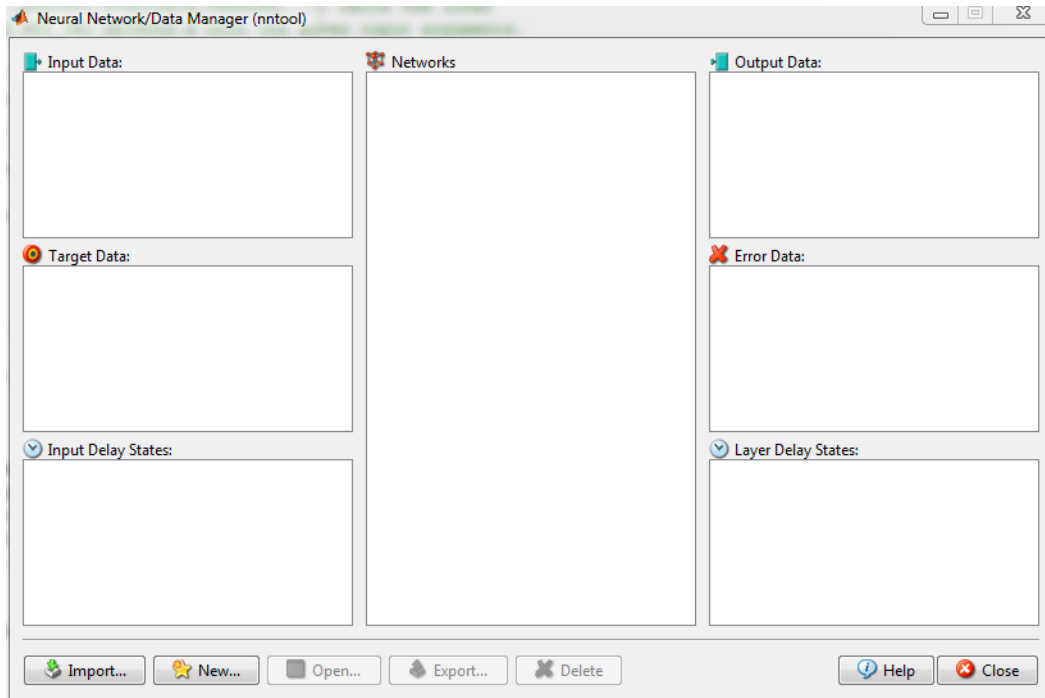 Neural Network/Data Manager (nntool)
Input Data:
Networks
Output Data:
Target Data:
Error Data:
Input Delay States:
Layer Delay States:
Import...
New...
Open...
Export...
Delete
Help
Close